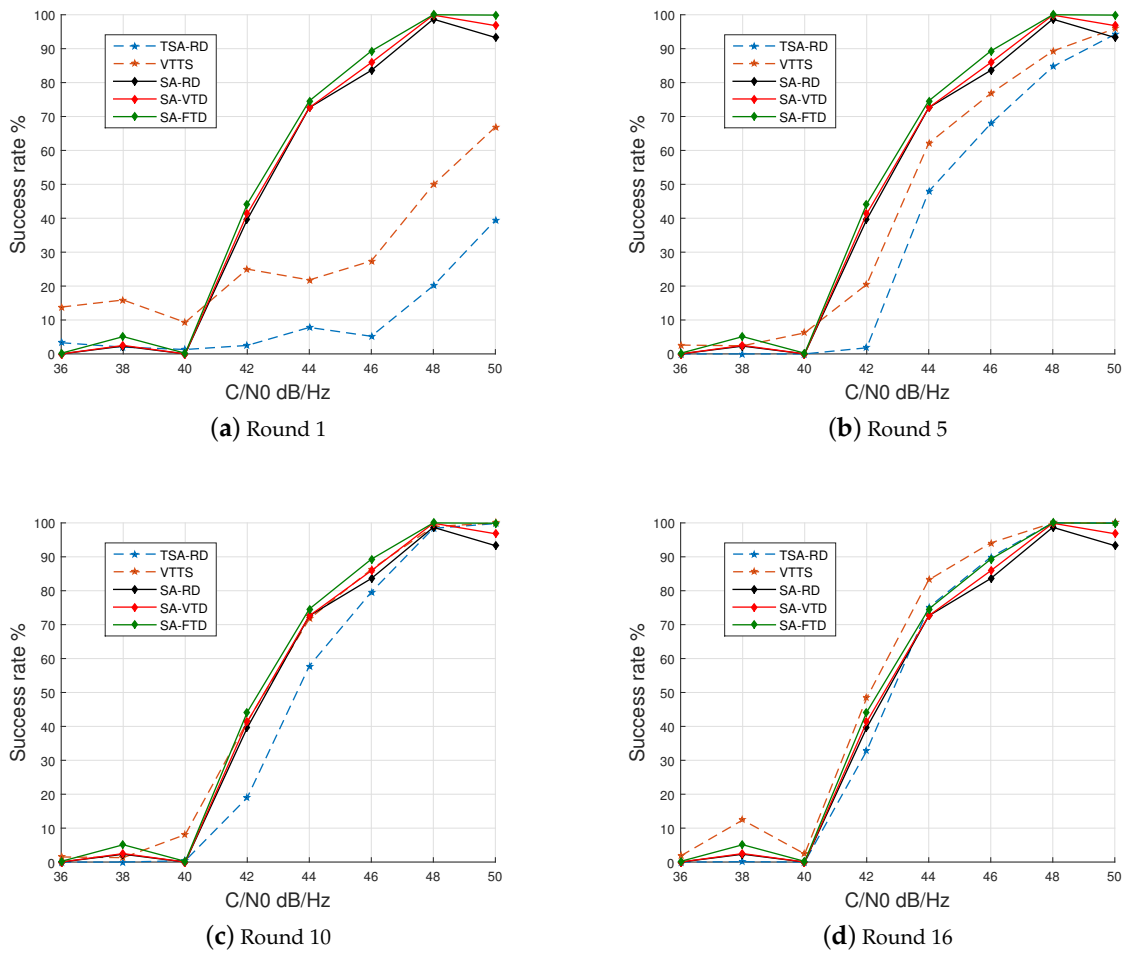 100
90
80
70
60
50
40
30
20
10
0
Success rate %
TSA-RD
VTTS
SA-RD
SA-VTD
SA-FTD
36 38 40 42 44 46 48 50
C/N0 dB/Hz
(a) Round 1
100
90
80
70
60
50
40
30
20
10
0
Success rate %
TSA-RD
VTTS
SA-RD
SA-VTD
SA-FTD
36 38 40 42 44 46 48 50
C/N0 dB/Hz
(b) Round 5
100
90
80
70
60
50
40
30
20
10
0
Success rate %
TSA-RD
VTTS
SA-RD
SA-VTD
SA-FTD
36 38 40 42 44 46 48 50
C/N0 dB/Hz
(c) Round 10
100
90
80
70
60
50
40
30
20
10
0
Success rate %
TSA-RD
VTTS
SA-RD
SA-VTD
SA-FTD
36 38 40 42 44 46 48 50
C/N0 dB/Hz
(d) Round 16